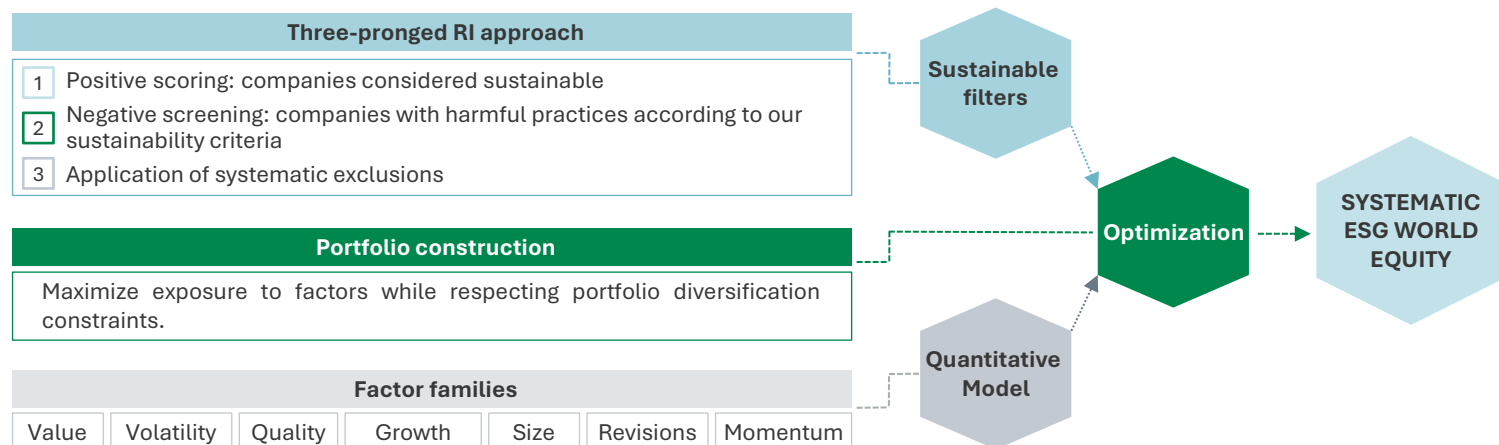 Three-pronged RI approach
1 Positive scoring: companies considered sustainable
2 Negative screening: companies with harmful practices according to our
sustainability criteria
3 Application of systematic exclusions
Sustainable
filters
Portfolio construction
Maximize exposure to factors while respecting portfolio diversification
constraints.
Optimization
SYSTEMATIC
ESG WORLD
EQUITY
Factor families
Value Volatility Quality Growth Size Revisions Momentum
Quantitative
Model